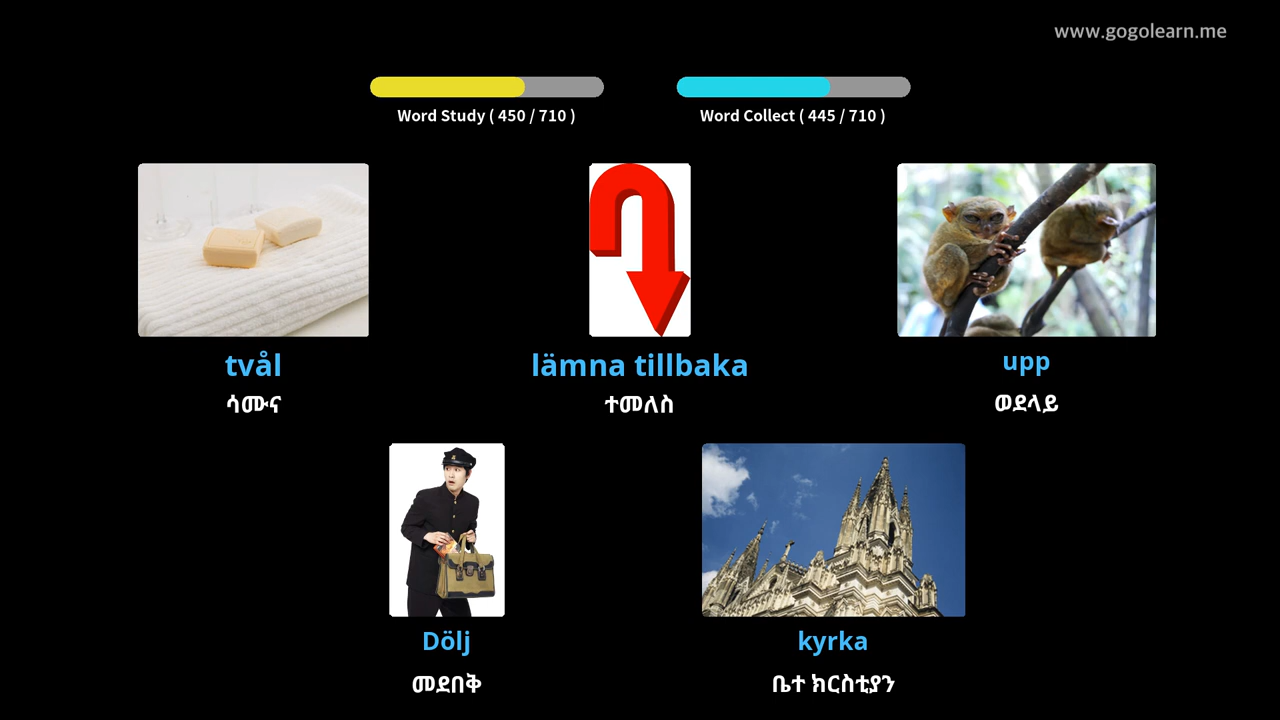 www.gogolearn.me
Word Study ( 450 / 710 )
Word Collect ( 445 / 710 )
tvål
ሳሙና
lämna tillbaka
ተመለስ
upp
ወደላይ
Dölj
መደበቅ
kyrka
ቤተ ክርስቲያን